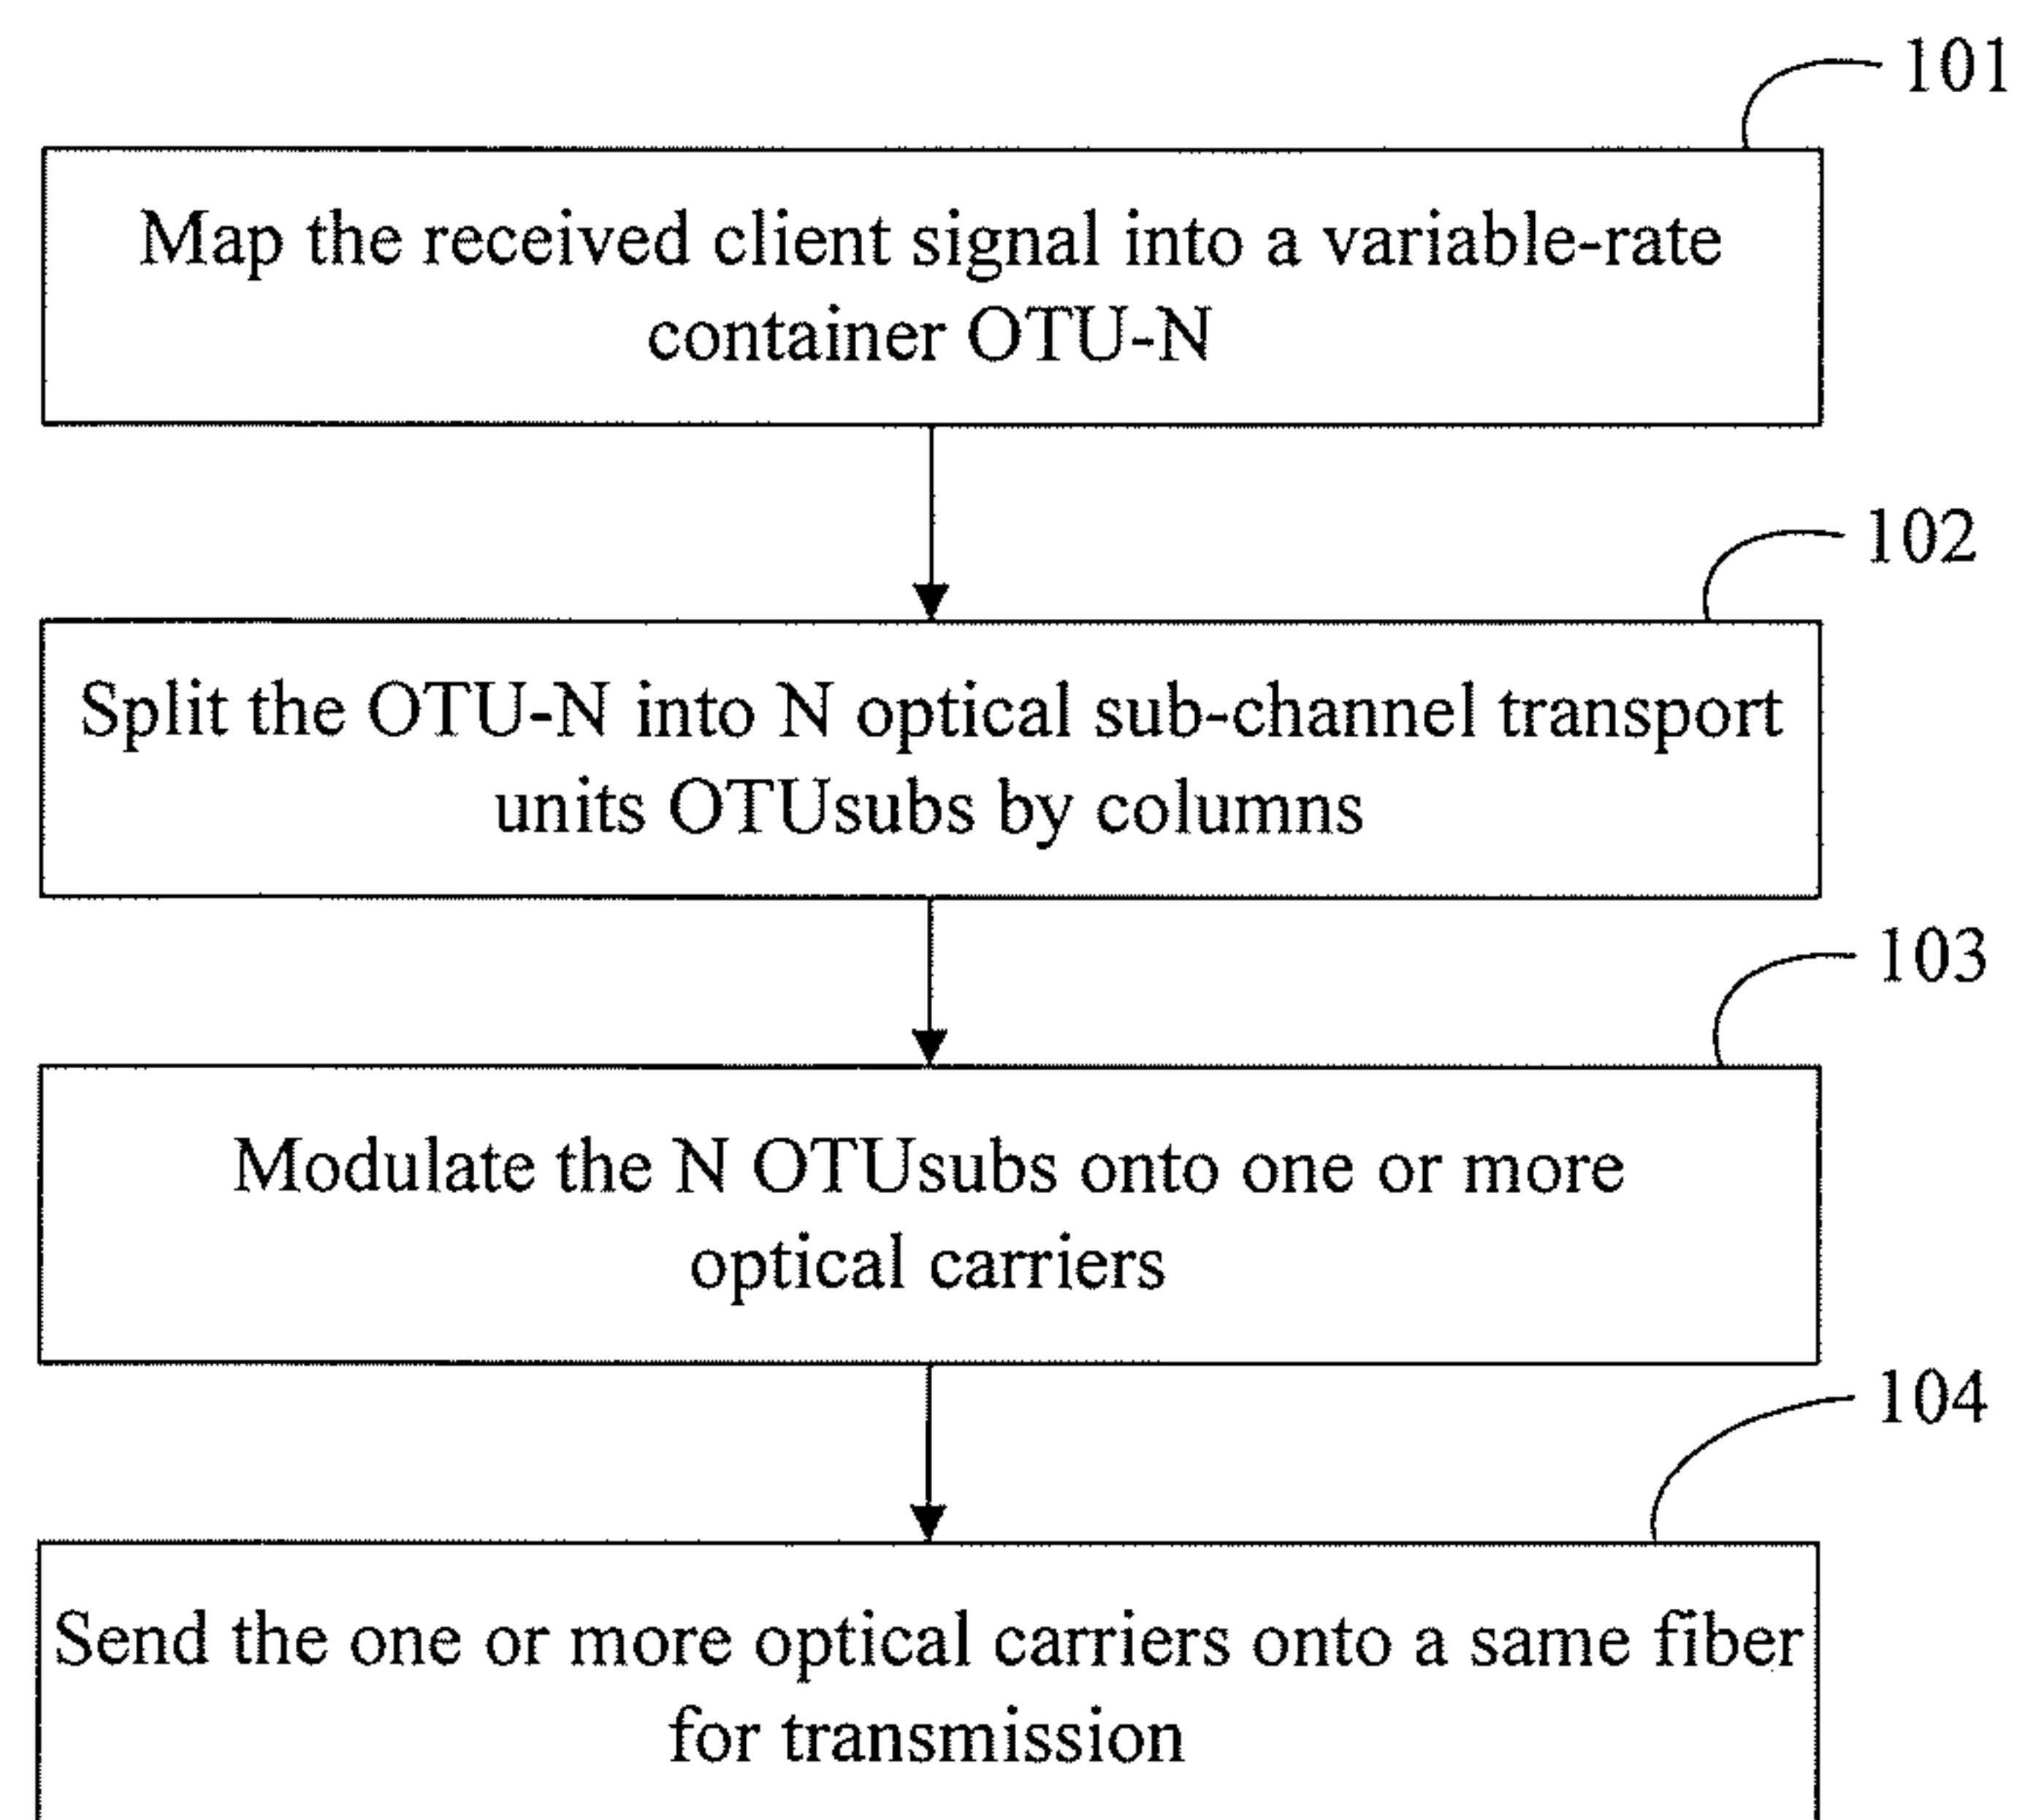 101
Map the received client signal into a variable-rate
container OTU-N
102
Split the OTU-N into N optical sub-channel transport
units OTUsubs by columns
103
Modulate the N OTUsubs onto one or more
optical carriers
104
Send the one or more optical carriers onto a same fiber
for transmission